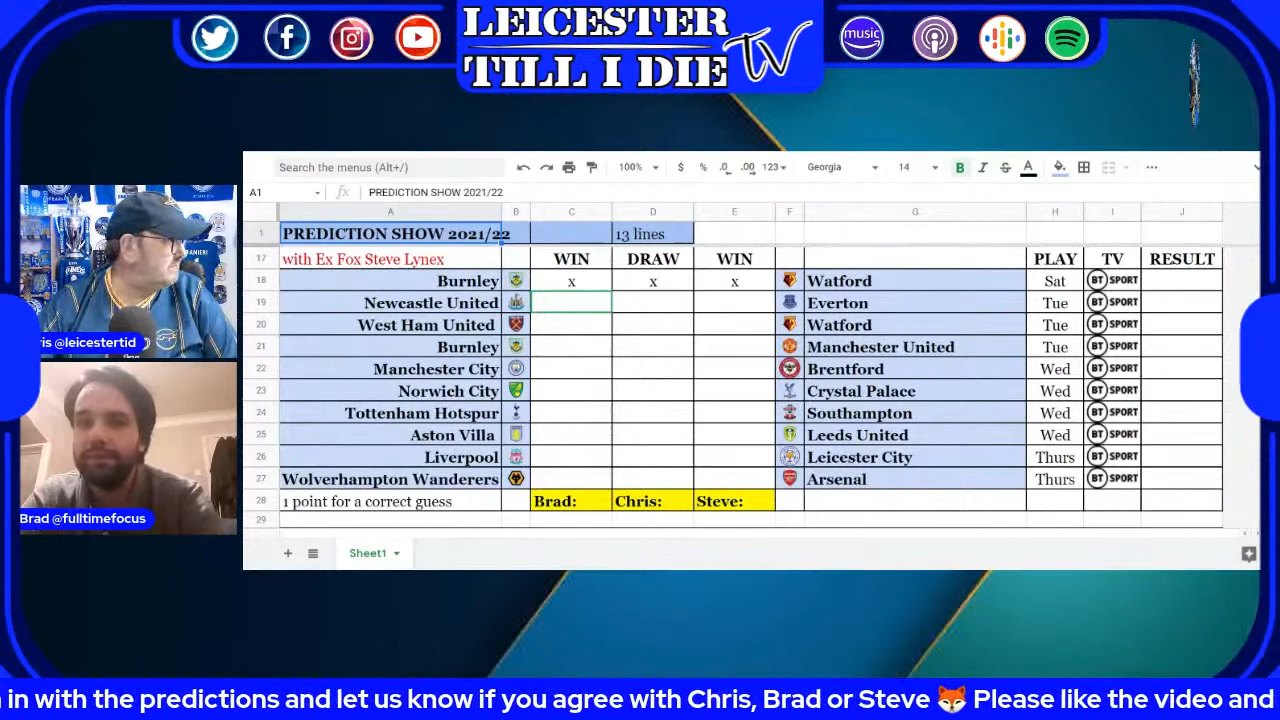 LEICESTER
TILL I DIE TV
music
Search the menus (Alt+/)
100%
$ % .0 .00 123
Georgia
14
B I S A
A1
fx
PREDICTION SHOW 2021/22
A B C D E F G H I J
1 PREDICTION SHOW 2021/22 13 lines
17 with Ex Fox Steve Lynex WIN DRAW WIN PLAY TV RESULT
18 Burnley x x x Watford Sat BT SPORT
19 Newcastle United Everton Tue BT SPORT
20 West Ham United Watford Tue BT SPORT
21 Burnley Manchester United Tue BT SPORT
22 Manchester City Brentford Wed BT SPORT
23 Norwich City Crystal Palace Wed BT SPORT
24 Tottenham Hotspur Southampton Wed BT SPORT
25 Aston Villa Leeds United Wed BT SPORT
26 Liverpool Leicester City Thurs BT SPORT
27 Wolverhampton Wanderers Arsenal Thurs BT SPORT
28 1 point for a correct guess Brad: Chris: Steve:
29
+ Sheet1
is @leicestertid
Brad @fulltimefocus
in with the predictions and let us know if you agree with Chris, Brad or Steve 🦊 Please like the video and